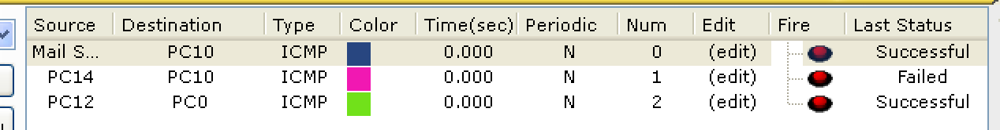 Source Destination Type Color Time(sec) Periodic Num Edit Fire Last Status
Mail S... PC10 ICMP 0.000 N 0 (edit) Successful
PC14 PC10 ICMP 0.000 N 1 (edit) Failed
PC12 PC0 ICMP 0.000 N 2 (edit) Successful